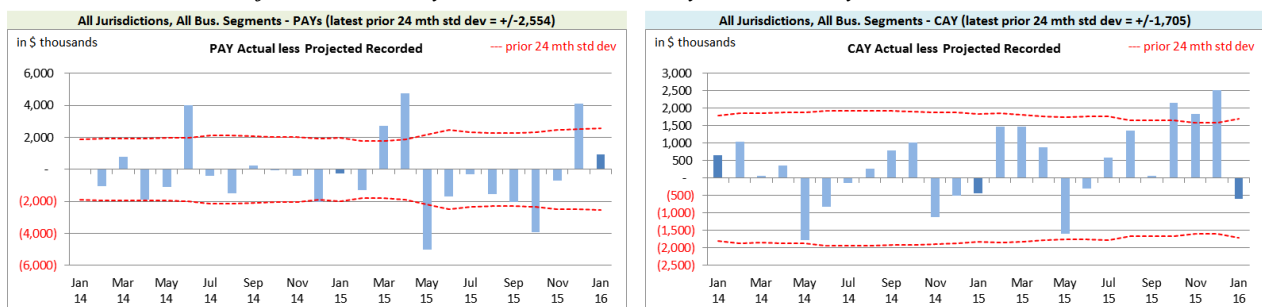 All Jurisdictions, All Bus. Segments - PAYs (latest prior 24 mth std dev = +/-2,554)
in $ thousands
PAY Actual less Projected Recorded
--- prior 24 mth std dev
6,000
4,000
2,000
-
(2,000)
(4,000)
(6,000)
Jan Mar May Jul Sep Nov Jan Mar May Jul Sep Nov Jan
14 14 14 14 14 14 15 15 15 15 15 15 16
All Jurisdictions, All Bus. Segments - CAY (latest prior 24 mth std dev = +/-1,705)
in $ thousands
CAY Actual less Projected Recorded
--- prior 24 mth std dev
3,000
2,500
2,000
1,500
1,000
500
-
(500)
(1,000)
(1,500)
(2,000)
(2,500)
Jan Mar May Jul Sep Nov Jan Mar May Jul Sep Nov Jan
14 14 14 14 14 14 15 15 15 15 15 15 16